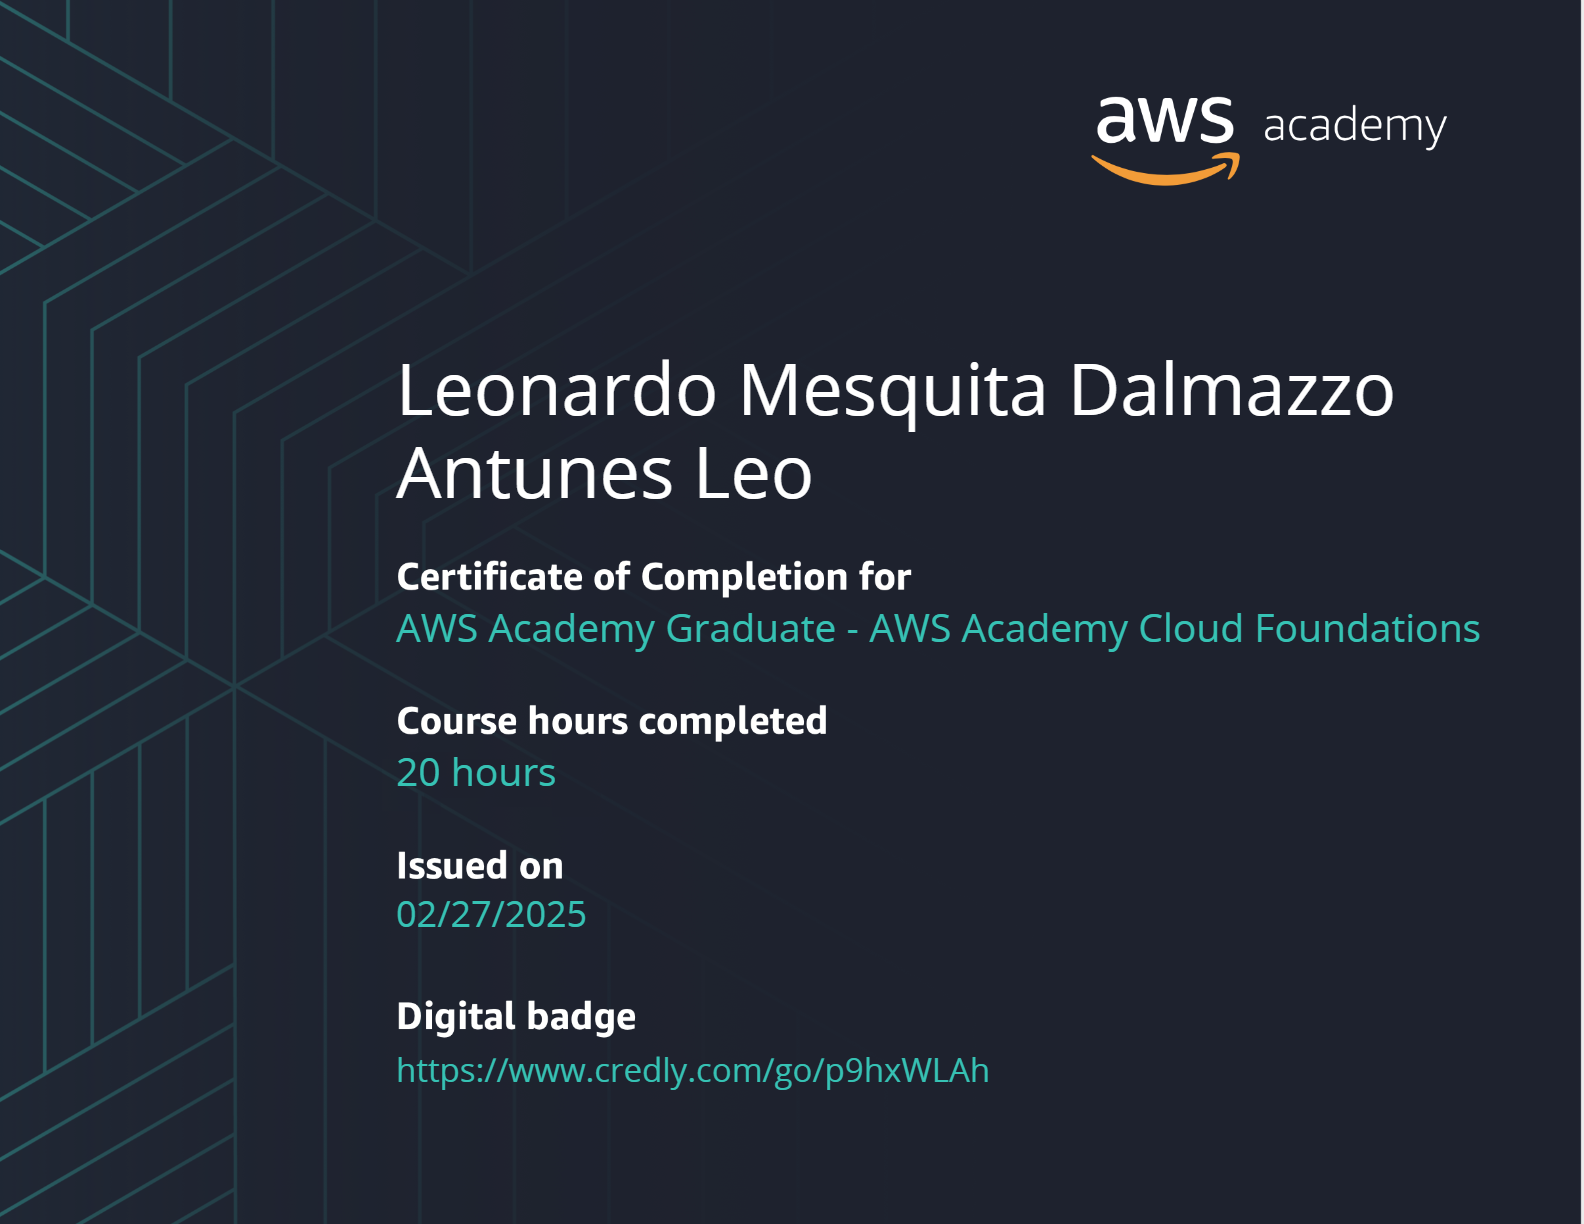 aws academy
Leonardo Mesquita Dalmazzo
Antunes Leo
Certificate of Completion for
AWS Academy Graduate - AWS Academy Cloud Foundations
Course hours completed
20 hours
Issued on
02/27/2025
Digital badge
https://www.credly.com/go/p9hxWLAh